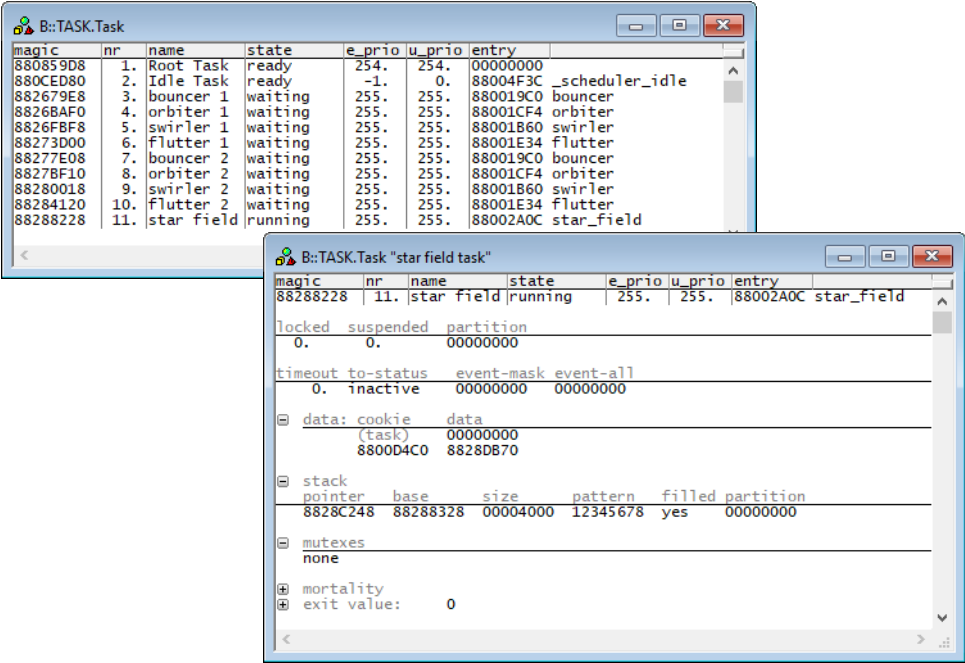 B::TASK.Task
magic nr name state e_prio u_prio entry
880859D8 1. Root Task ready 254. 254. 00000000
880CED80 2. Idle Task ready -1. 0. 88004F3C _scheduler_idle
882679E8 3. bouncer 1 waiting 255. 255. 880019C0 bouncer
8826BAF0 4. orbiter 1 waiting 255. 255. 88001CF4 orbiter
8826FBF8 5. swirler 1 waiting 255. 255. 88001B60 swirler
88273D00 6. flutter 1 waiting 255. 255. 88001E34 flutter
88277E08 7. bouncer 2 waiting 255. 255. 880019C0 bouncer
8827BF10 8. orbiter 2 waiting 255. 255. 88001CF4 orbiter
88280018 9. swirler 2 waiting 255. 255. 88001B60 swirler
88284120 10. flutter 2 waiting 255. 255. 88001E34 flutter
88288228 11. star field running 255. 255. 88002A0C star_field
B::TASK.Task "star field task"
magic nr name state e_prio u_prio entry
88288228 11. star field running 255. 255. 88002A0C star_field
locked suspended partition
0. 0. 00000000
timeout to-status event-mask event-all
0. inactive 00000000 00000000
data: cookie data
(task) 00000000
8800D4C0 8828DB70
stack
pointer base size pattern filled partition
8828C248 88288328 00004000 12345678 yes 00000000
mutexes
none
mortality
exit value: 0